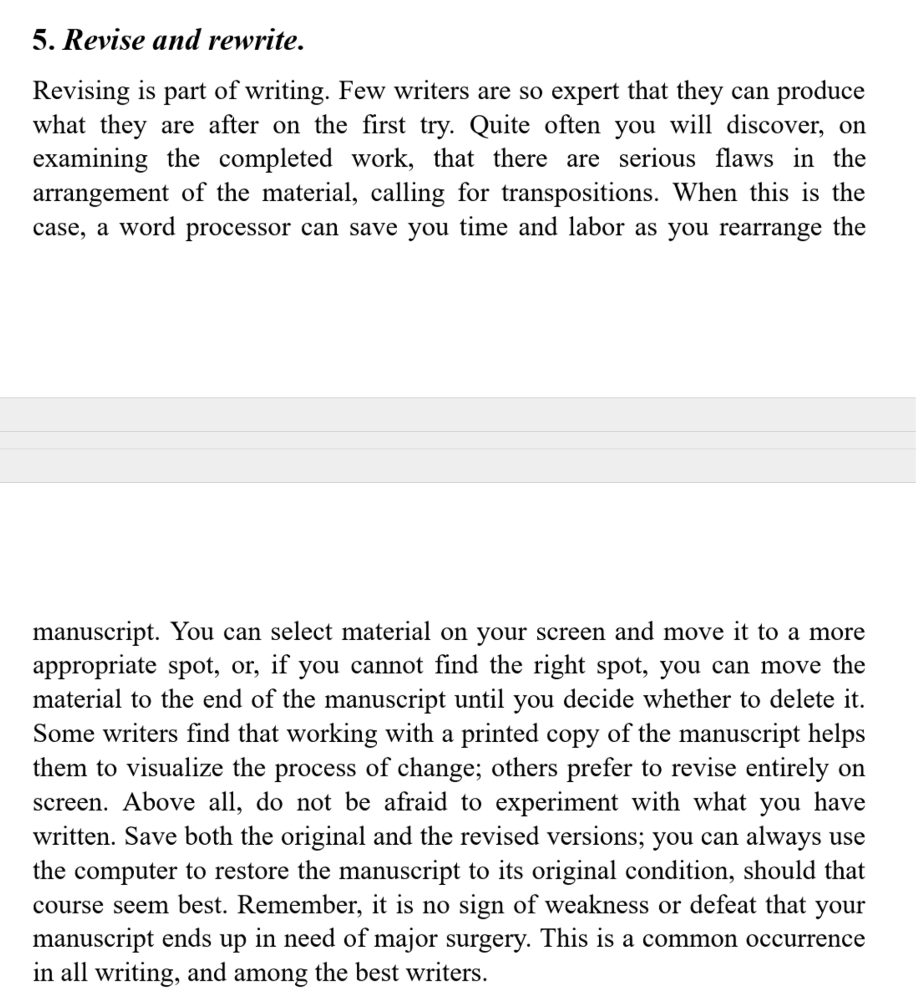 5. Revise and rewrite.
Revising is part of writing. Few writers are so expert that they can produce
what they are after on the first try. Quite often you will discover, on
examining the completed work, that there are serious flaws in the
arrangement of the material, calling for transpositions. When this is the
case, a word processor can save you time and labor as you rearrange the
manuscript. You can select material on your screen and move it to a more
appropriate spot, or, if you cannot find the right spot, you can move the
material to the end of the manuscript until you decide whether to delete it.
Some writers find that working with a printed copy of the manuscript helps
them to visualize the process of change; others prefer to revise entirely on
screen. Above all, do not be afraid to experiment with what you have
written. Save both the original and the revised versions; you can always use
the computer to restore the manuscript to its original condition, should that
course seem best. Remember, it is no sign of weakness or defeat that your
manuscript ends up in need of major surgery. This is a common occurrence
in all writing, and among the best writers.